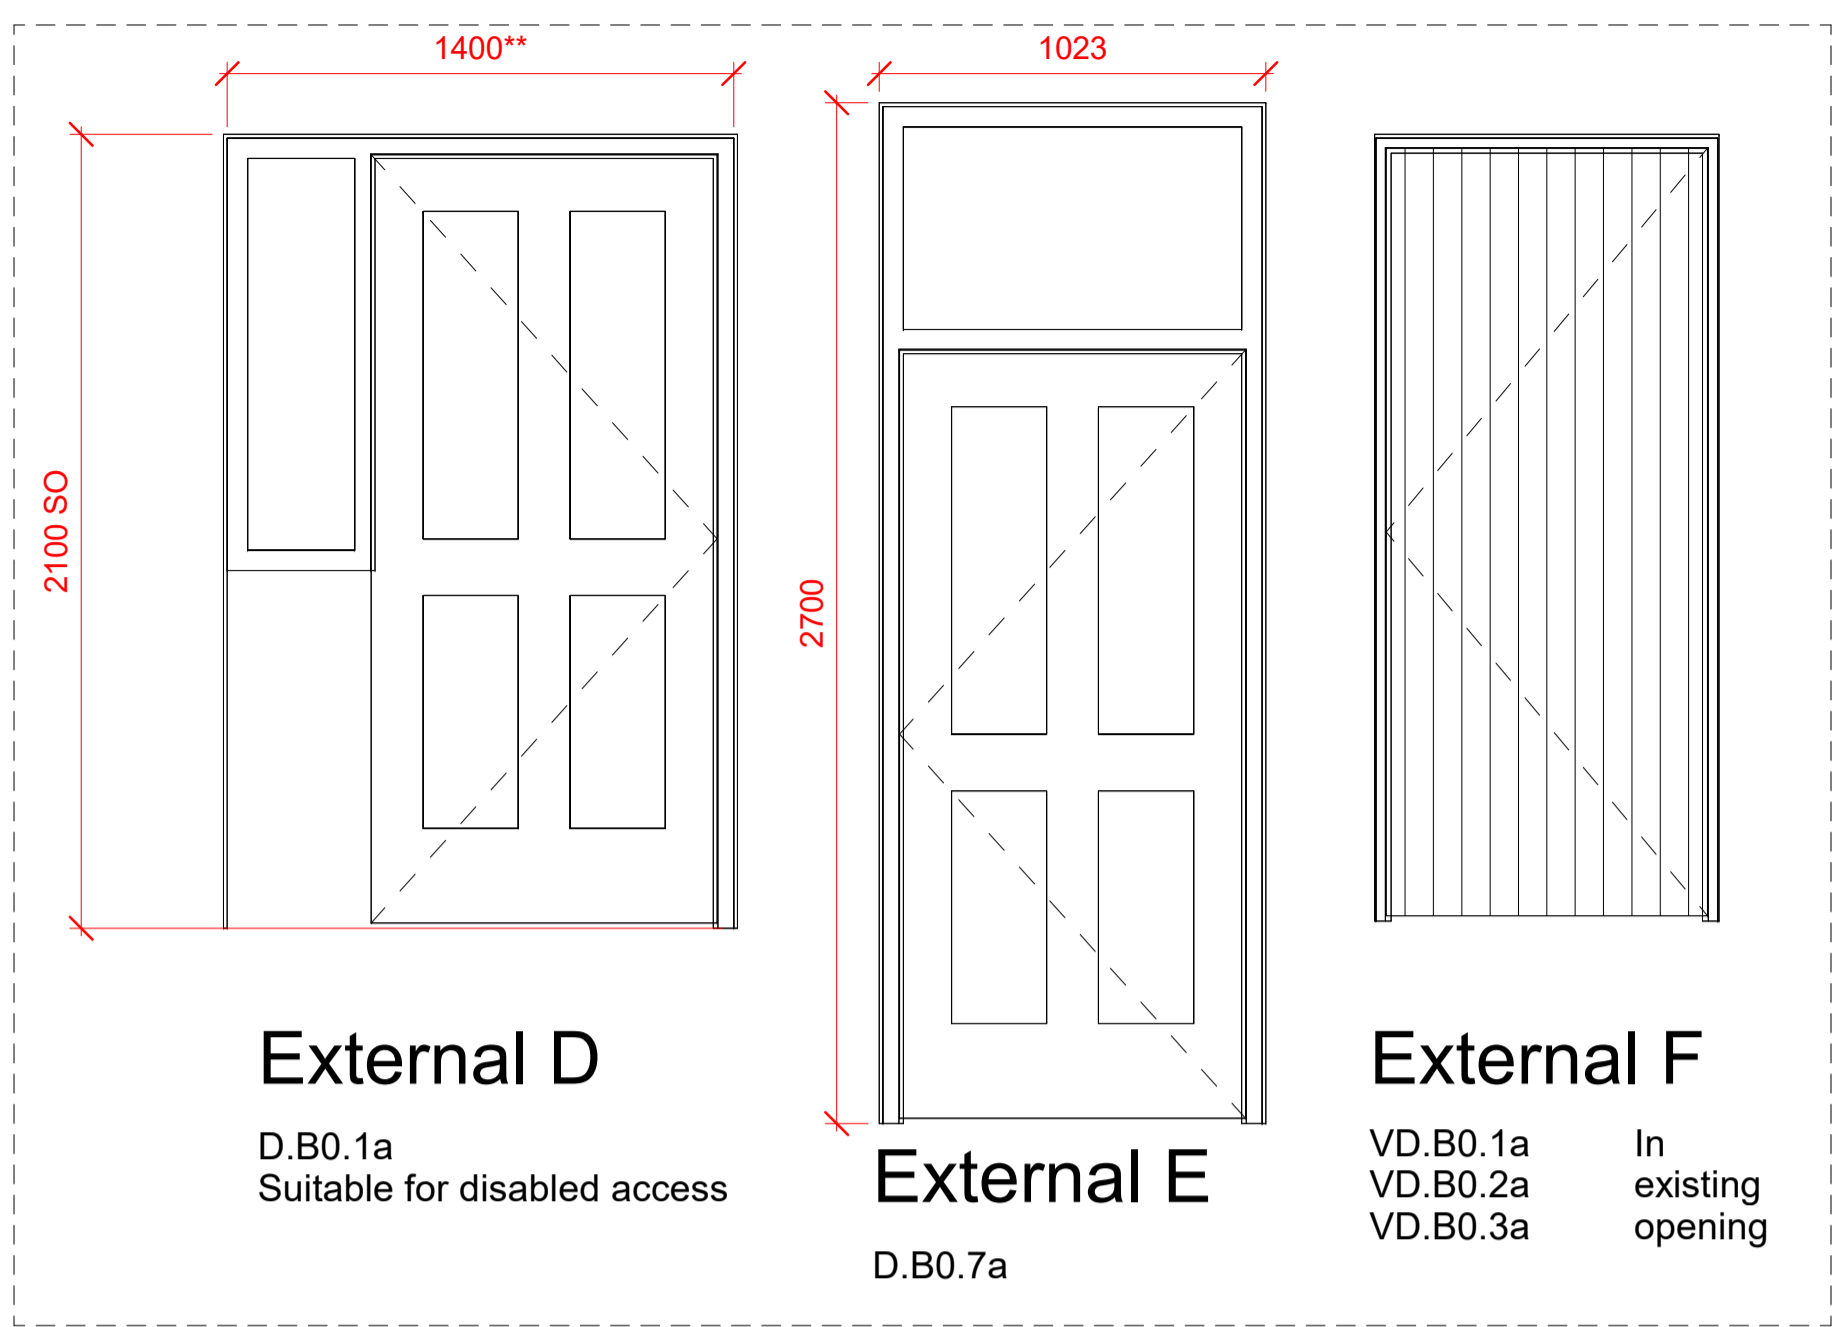 1400**
1023
2100 SO
2700
External D
D.B0.1a
Suitable for disabled access
External E
D.B0.7a
External F
VD.B0.1a In
VD.B0.2a existing
VD.B0.3a opening